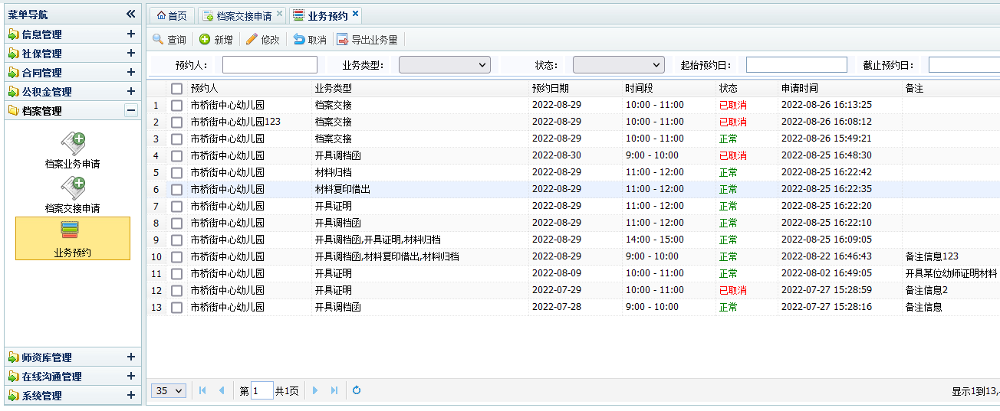 菜单导航
信息管理
社保管理
合同管理
公积金管理
档案管理
档案业务申请
档案交接申请
业务预约
师资库管理
在线沟通管理
系统管理
首页 档案交接申请 业务预约
查询 新增 修改 取消 导出业务量
预约人: 业务类型: 状态: 起始预约日: 截止预约日:
预约人 业务类型 预约日期 时间段 状态 申请时间 备注
1 市桥街中心幼儿园 档案交接 2022-08-29 10:00 - 11:00 已取消 2022-08-26 16:13:25
2 市桥街中心幼儿园123 档案交接 2022-08-29 10:00 - 11:00 已取消 2022-08-26 16:08:12
3 市桥街中心幼儿园 档案交接 2022-08-29 10:00 - 11:00 正常 2022-08-26 15:49:21
4 市桥街中心幼儿园 开具调档函 2022-08-30 9:00 - 10:00 已取消 2022-08-25 16:48:30
5 市桥街中心幼儿园 材料归档 2022-08-29 11:00 - 12:00 正常 2022-08-25 16:22:42
6 市桥街中心幼儿园 材料复印借出 2022-08-29 11:00 - 12:00 正常 2022-08-25 16:22:35
7 市桥街中心幼儿园 开具证明 2022-08-29 11:00 - 12:00 正常 2022-08-25 16:22:20
8 市桥街中心幼儿园 开具调档函 2022-08-29 11:00 - 12:00 正常 2022-08-25 16:22:10
9 市桥街中心幼儿园 开具调档函,开具证明,材料归档 2022-08-29 14:00 - 15:00 正常 2022-08-25 16:09:05
10 市桥街中心幼儿园 开具调档函,材料复印借出,材料归档 2022-08-29 9:00 - 10:00 正常 2022-08-22 16:46:43 备注信息123
11 市桥街中心幼儿园 开具证明 2022-08-09 10:00 - 11:00 正常 2022-08-02 16:49:05 开具某位幼师证明材料
12 市桥街中心幼儿园 开具证明 2022-07-29 10:00 - 11:00 已取消 2022-07-27 15:28:59 备注信息2
13 市桥街中心幼儿园 开具调档函 2022-07-28 9:00 - 10:00 正常 2022-07-27 15:28:16 备注信息
35 第 1 共1页 显示1到13,